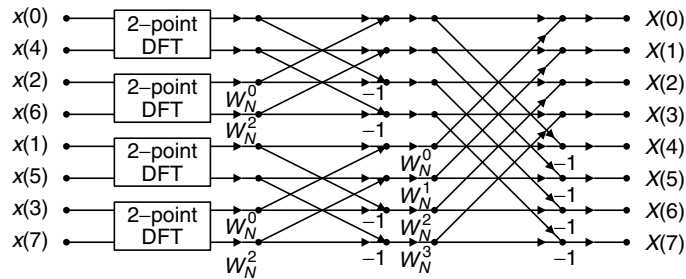 x(0) 2–point DFT X(0)
x(4) X(1)
x(2) 2–point DFT W_N^0 –1 X(2)
x(6) W_N^2 –1 X(3)
x(1) 2–point DFT W_N^0 –1 X(4)
x(5) W_N^1 –1 X(5)
x(3) 2–point DFT W_N^0 –1 W_N^2 –1 X(6)
x(7) W_N^2 –1 W_N^3 –1 X(7)